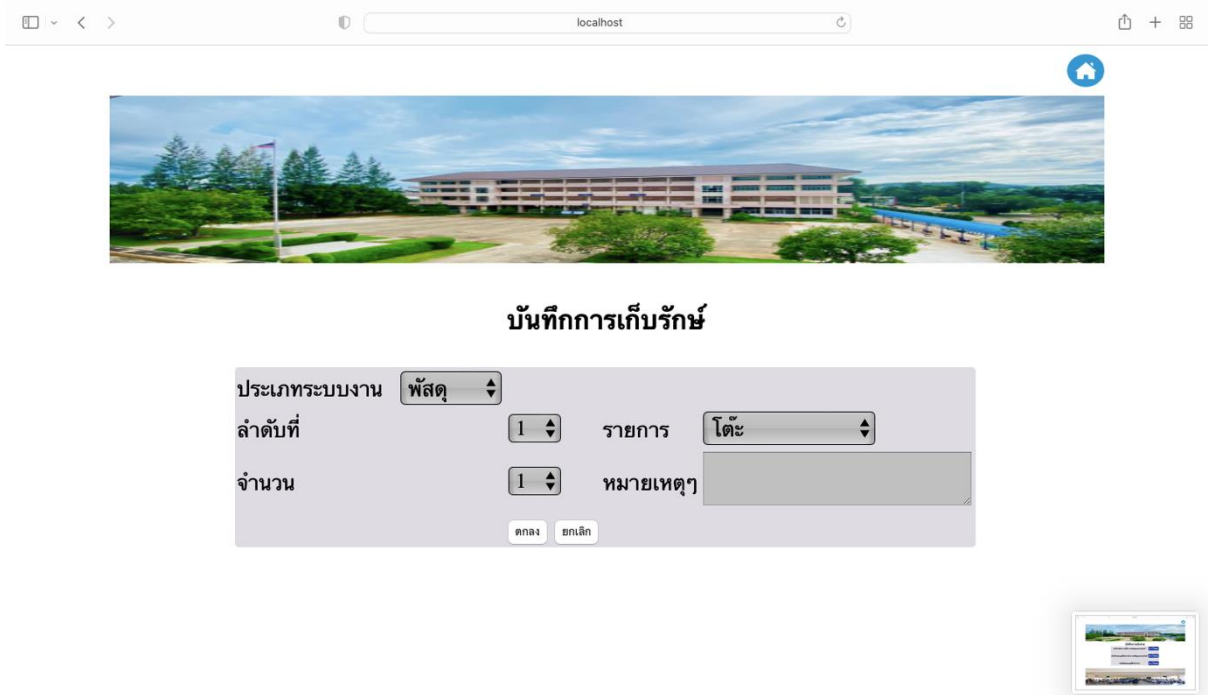 localhost
บันทึกการเก็บรักษ์
ประเภทระบบงาน พัสดุ
ลำดับที่ 1 รายการ โต๊ะ
จำนวน 1 หมายเหตุๆ
ตกลง ยกเลิก